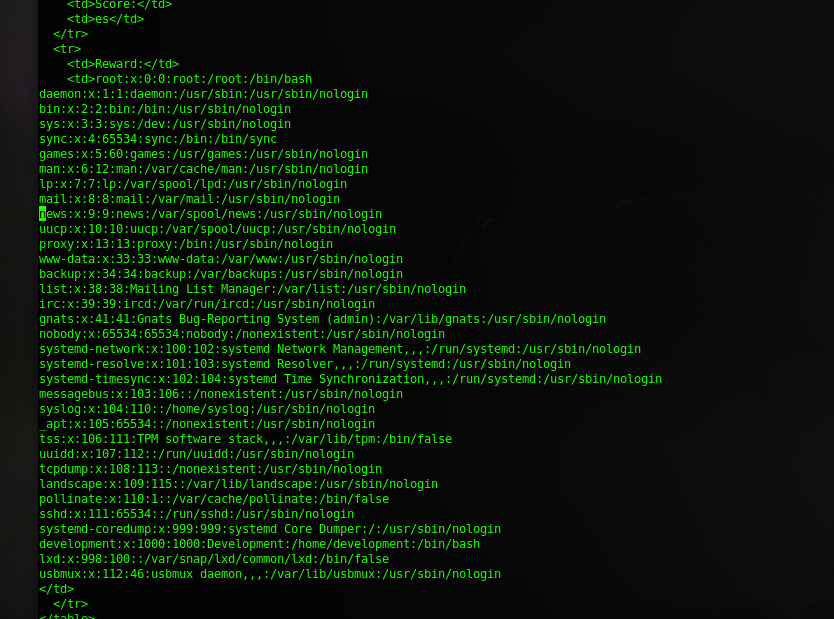 <td>Score:</td>
<td>es</td>
</tr>
<tr>
<td>Reward:</td>
<td>root:x:0:0:root:/root:/bin/bash
daemon:x:1:1:daemon:/usr/sbin:/usr/sbin/nologin
bin:x:2:2:bin:/bin:/usr/sbin/nologin
sys:x:3:3:sys:/dev:/usr/sbin/nologin
sync:x:4:65534:sync:/bin:/bin/sync
games:x:5:60:games:/usr/games:/usr/sbin/nologin
man:x:6:12:man:/var/cache/man:/usr/sbin/nologin
lp:x:7:7:lp:/var/spool/lpd:/usr/sbin/nologin
mail:x:8:8:mail:/var/mail:/usr/sbin/nologin
news:x:9:9:news:/var/spool/news:/usr/sbin/nologin
uucp:x:10:10:uucp:/var/spool/uucp:/usr/sbin/nologin
proxy:x:13:13:proxy:/bin:/usr/sbin/nologin
www-data:x:33:33:www-data:/var/www:/usr/sbin/nologin
backup:x:34:34:backup:/var/backups:/usr/sbin/nologin
list:x:38:38:Mailing List Manager:/var/list:/usr/sbin/nologin
irc:x:39:39:ircd:/var/run/ircd:/usr/sbin/nologin
gnats:x:41:41:Gnats Bug-Reporting System (admin):/var/lib/gnats:/usr/sbin/nologin
nobody:x:65534:65534:nobody:/nonexistent:/usr/sbin/nologin
systemd-network:x:100:102:systemd Network Management,,,:/run/systemd:/usr/sbin/nologin
systemd-resolve:x:101:103:systemd Resolver,,,:/run/systemd:/usr/sbin/nologin
systemd-timesync:x:102:104:systemd Time Synchronization,,,:/run/systemd:/usr/sbin/nologin
messagebus:x:103:106::/nonexistent:/usr/sbin/nologin
syslog:x:104:110::/home/syslog:/usr/sbin/nologin
_apt:x:105:65534::/nonexistent:/usr/sbin/nologin
tss:x:106:111:TPM software stack,,,:/var/lib/tpm:/bin/false
uuidd:x:107:112::/run/uuidd:/usr/sbin/nologin
tcpdump:x:108:113::/nonexistent:/usr/sbin/nologin
landscape:x:109:115::/var/lib/landscape:/usr/sbin/nologin
pollinate:x:110:1::/var/cache/pollinate:/bin/false
sshd:x:111:65534::/run/sshd:/usr/sbin/nologin
systemd-coredump:x:999:999:systemd Core Dumper:/:/usr/sbin/nologin
development:x:1000:1000:Development:/home/development:/bin/bash
lxd:x:998:100::/var/snap/lxd/common/lxd:/bin/false
usbmux:x:112:46:usbmux daemon,,,:/var/lib/usbmux:/usr/sbin/nologin
</td>
</tr>
</table>